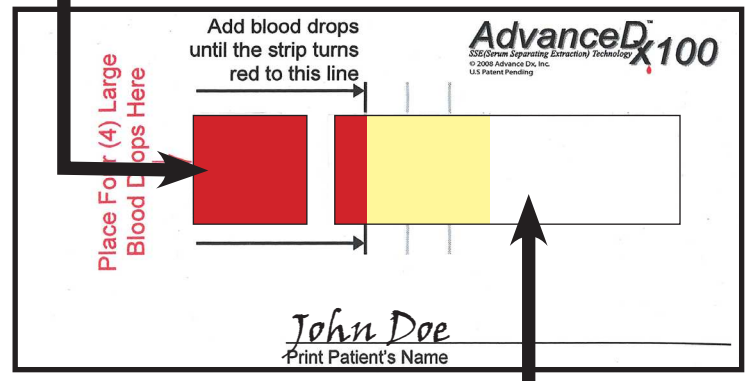 Add blood drops
until the strip turns
red to this line
AdvanceDx100™
SSE(Serum Separating Extraction) Technology
© 2008 Advance Dx, Inc.
U.S Patent Pending
Place Four (4) Large
Blood Drops Here
John Doe
Print Patient's Name